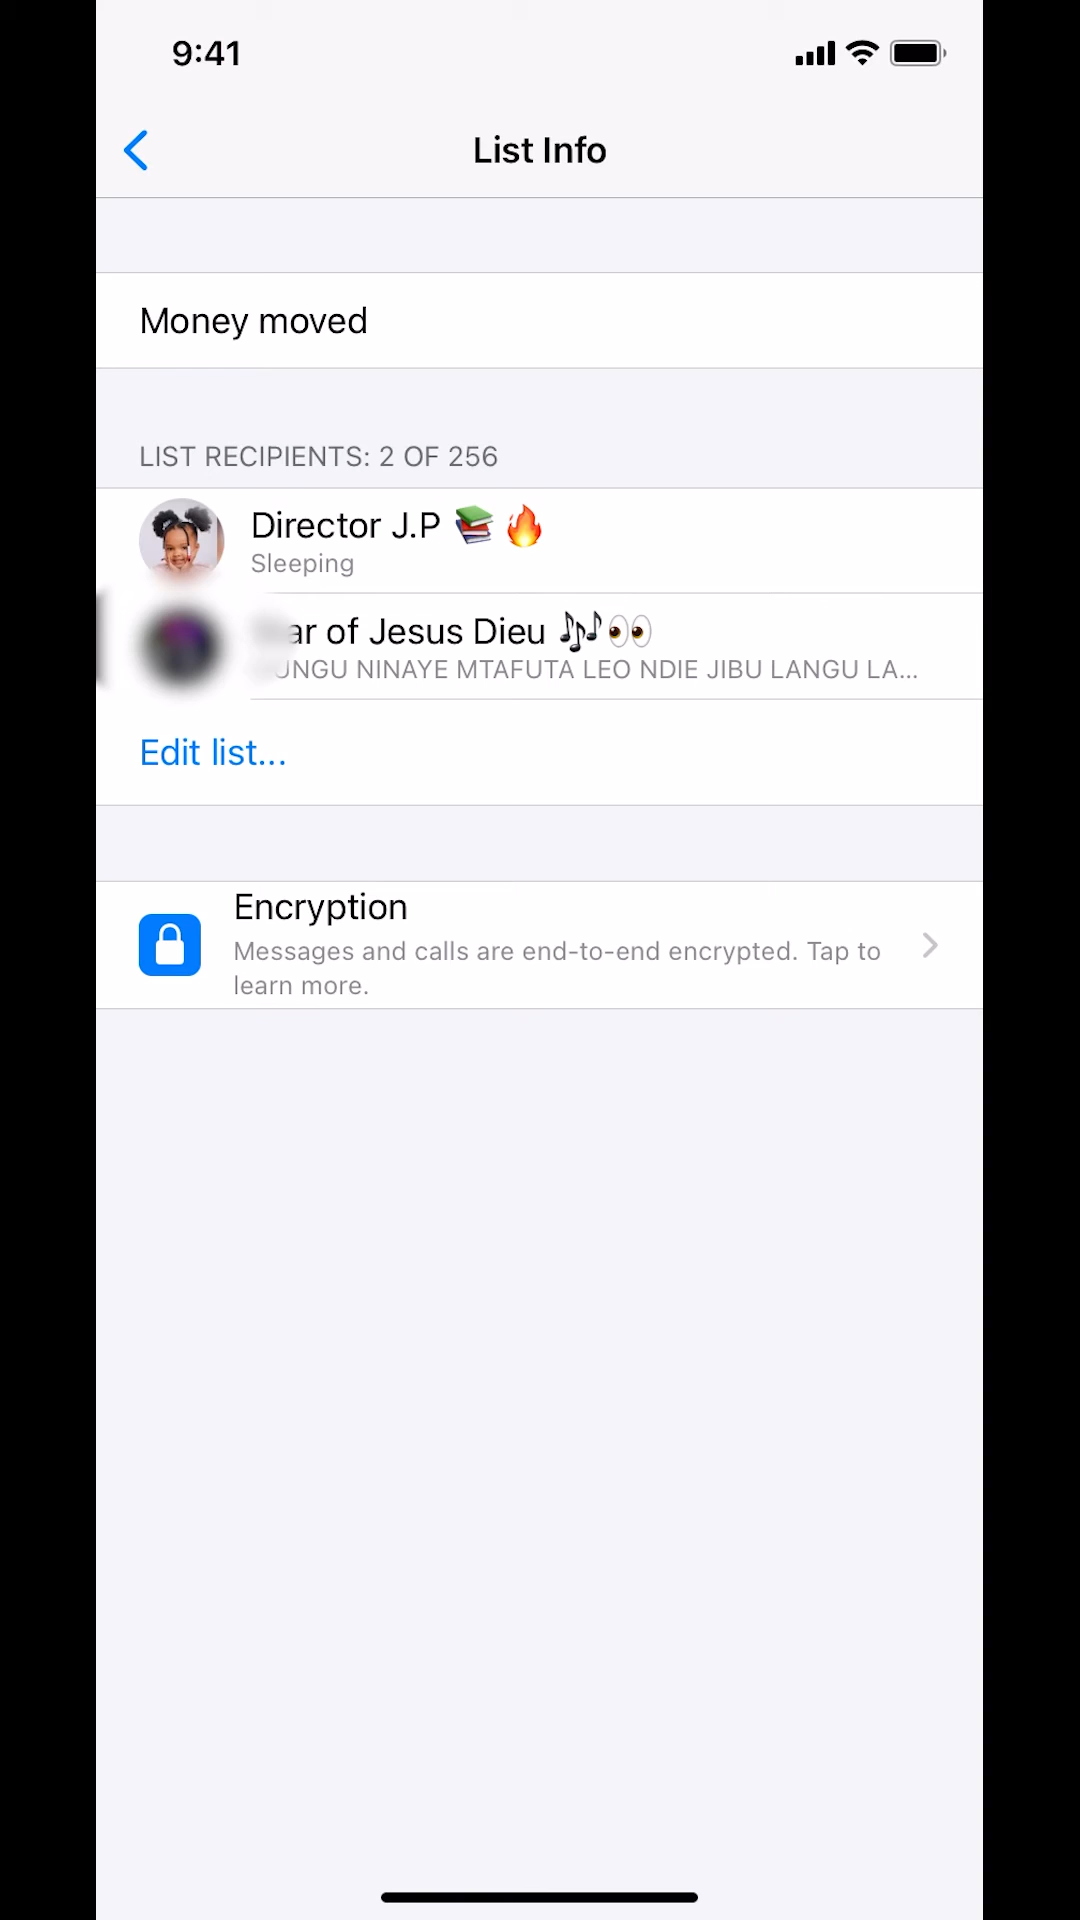 9:41
List Info
Money moved
LIST RECIPIENTS: 2 OF 256
Director J.P 📚 🔥
Sleeping
of Jesus Dieu 🎶👀
NINAYE MTAFUTA LEO NDIE JIBU LANGU LA...
Edit list...
Encryption
Messages and calls are end-to-end encrypted. Tap to
learn more.